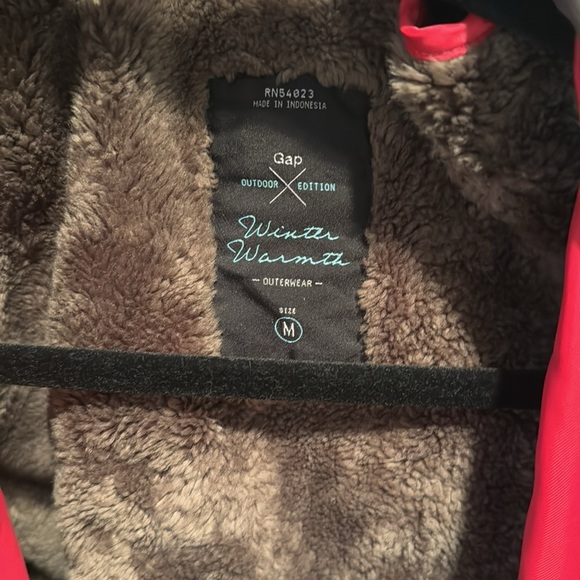 RN54023
MADE IN INDONESIA
Gap
OUTDOOR EDITION
Winter
Warmth
— OUTERWEAR —
SIZE
M